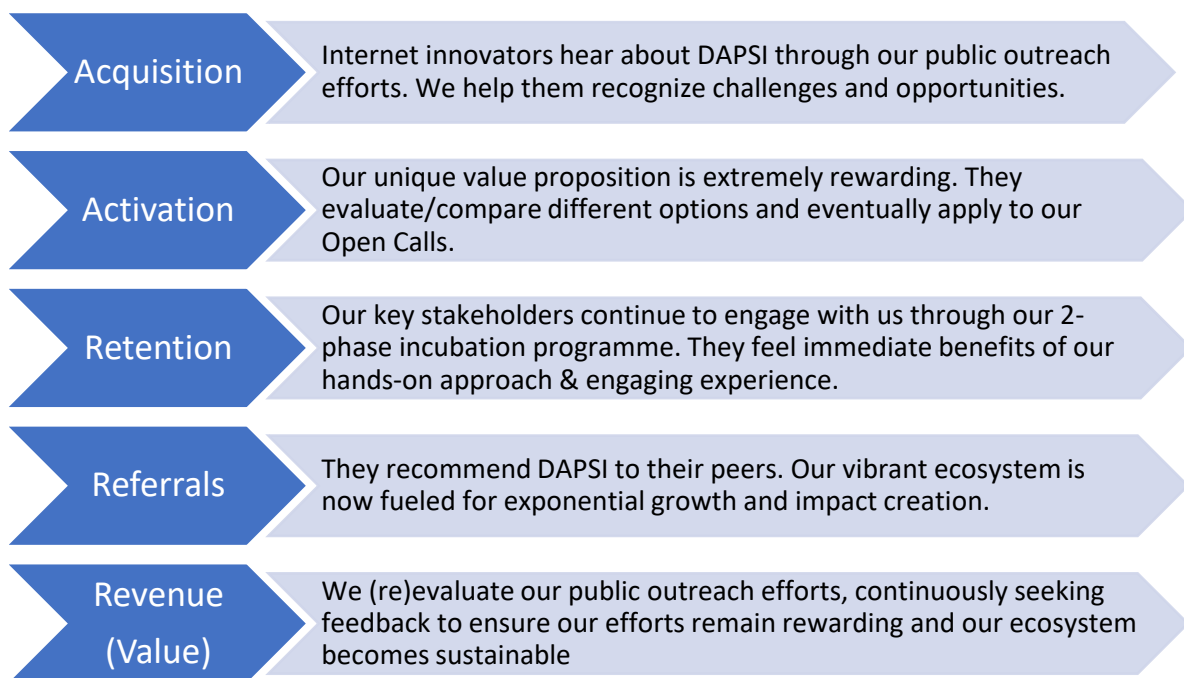 Acquisition
Internet innovators hear about DAPSI through our public outreach
efforts. We help them recognize challenges and opportunities.
Activation
Our unique value proposition is extremely rewarding. They
evaluate/compare different options and eventually apply to our
Open Calls.
Retention
Our key stakeholders continue to engage with us through our 2-
phase incubation programme. They feel immediate benefits of our
hands-on approach & engaging experience.
Referrals
They recommend DAPSI to their peers. Our vibrant ecosystem is
now fueled for exponential growth and impact creation.
Revenue
(Value)
We (re)evaluate our public outreach efforts, continuously seeking
feedback to ensure our efforts remain rewarding and our ecosystem
becomes sustainable